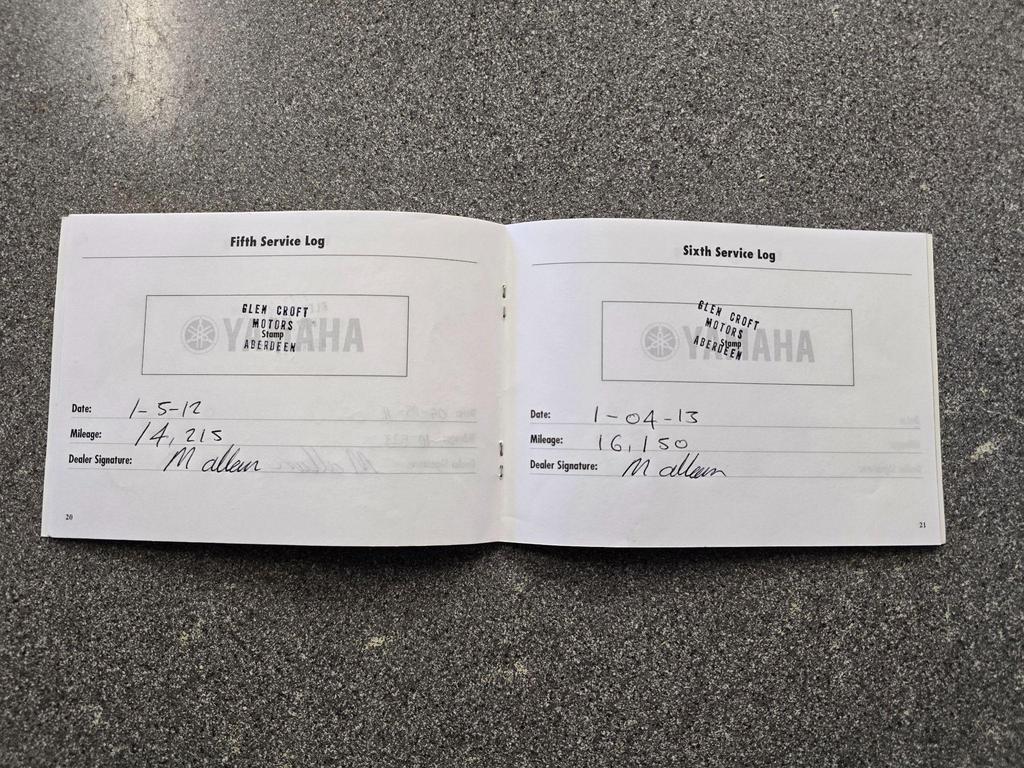 Fifth Service Log
YAMAHA
GLEN CROFT
MOTORS
Stamp
ABERDEEN
Date: 1-5-12
Mileage: 14,215
Dealer Signature: M allen
20
Sixth Service Log
YAMAHA
GLEN CROFT
MOTORS
Stamp
ABERDEEN
Date: 1-04-13
Mileage: 16,150
Dealer Signature: M allen
21